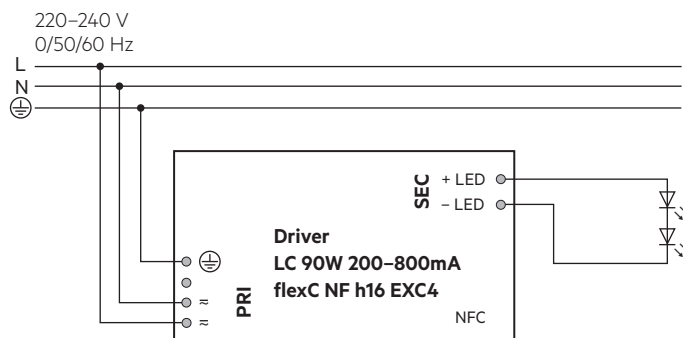 220–240 V
0/50/60 Hz
L
N
SEC
+ LED
– LED
Driver
LC 90W 200–800mA
flexC NF h16 EXC4
PRI
≂
≂
NFC